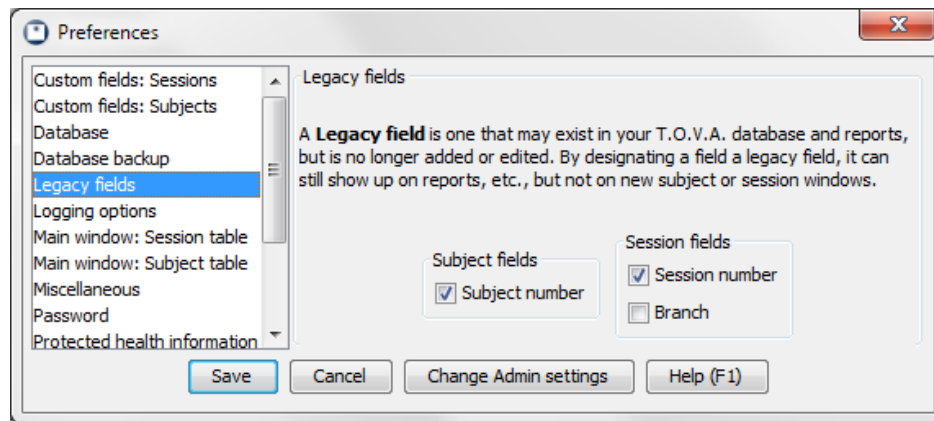 Preferences
Custom fields: Sessions
Custom fields: Subjects
Database
Database backup
Legacy fields
Logging options
Main window: Session table
Main window: Subject table
Miscellaneous
Password
Protected health information
Legacy fields
A Legacy field is one that may exist in your T.O.V.A. database and reports,
but is no longer added or edited. By designating a field a legacy field, it can
still show up on reports, etc., but not on new subject or session windows.
Subject fields
Subject number
Session fields
Session number
Branch
Save
Cancel
Change Admin settings
Help (F1)